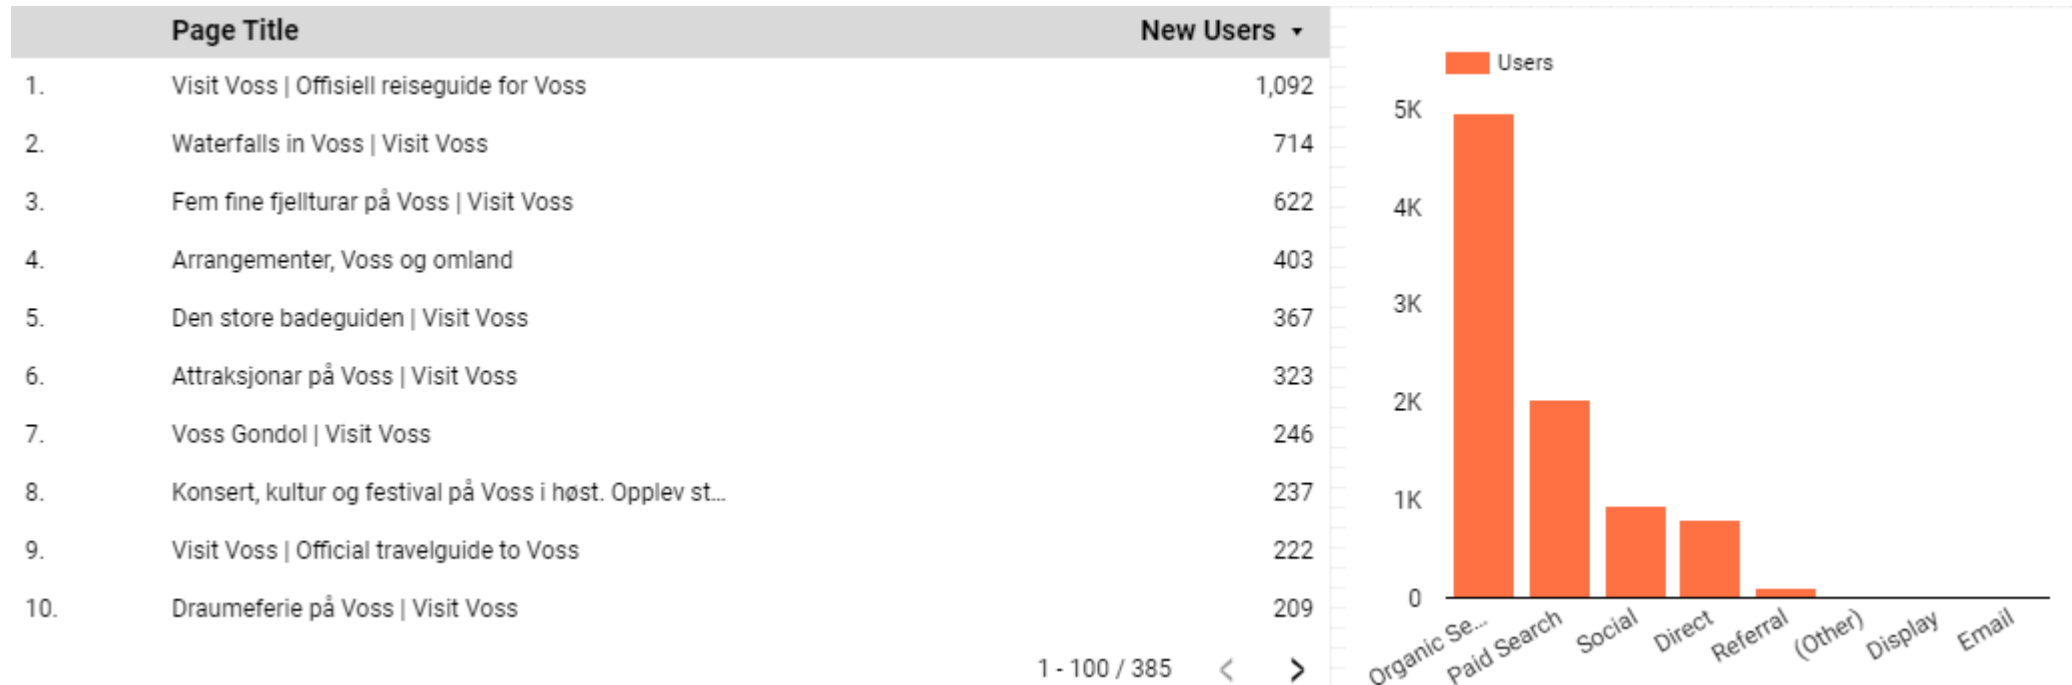 Page Title New Users
1. Visit Voss | Offisiell reiseguide for Voss 1,092
2. Waterfalls in Voss | Visit Voss 714
3. Fem fine fjellturar på Voss | Visit Voss 622
4. Arrangementer, Voss og omland 403
5. Den store badeguiden | Visit Voss 367
6. Attraksjonar på Voss | Visit Voss 323
7. Voss Gondol | Visit Voss 246
8. Konsert, kultur og festival på Voss i høst. Opplev st... 237
9. Visit Voss | Official travelguide to Voss 222
10. Draumeferie på Voss | Visit Voss 209
1 - 100 / 385
Users
5K
4K
3K
2K
1K
0
Organic Se...
Paid Search
Social
Direct
Referral
(Other)
Display
Email